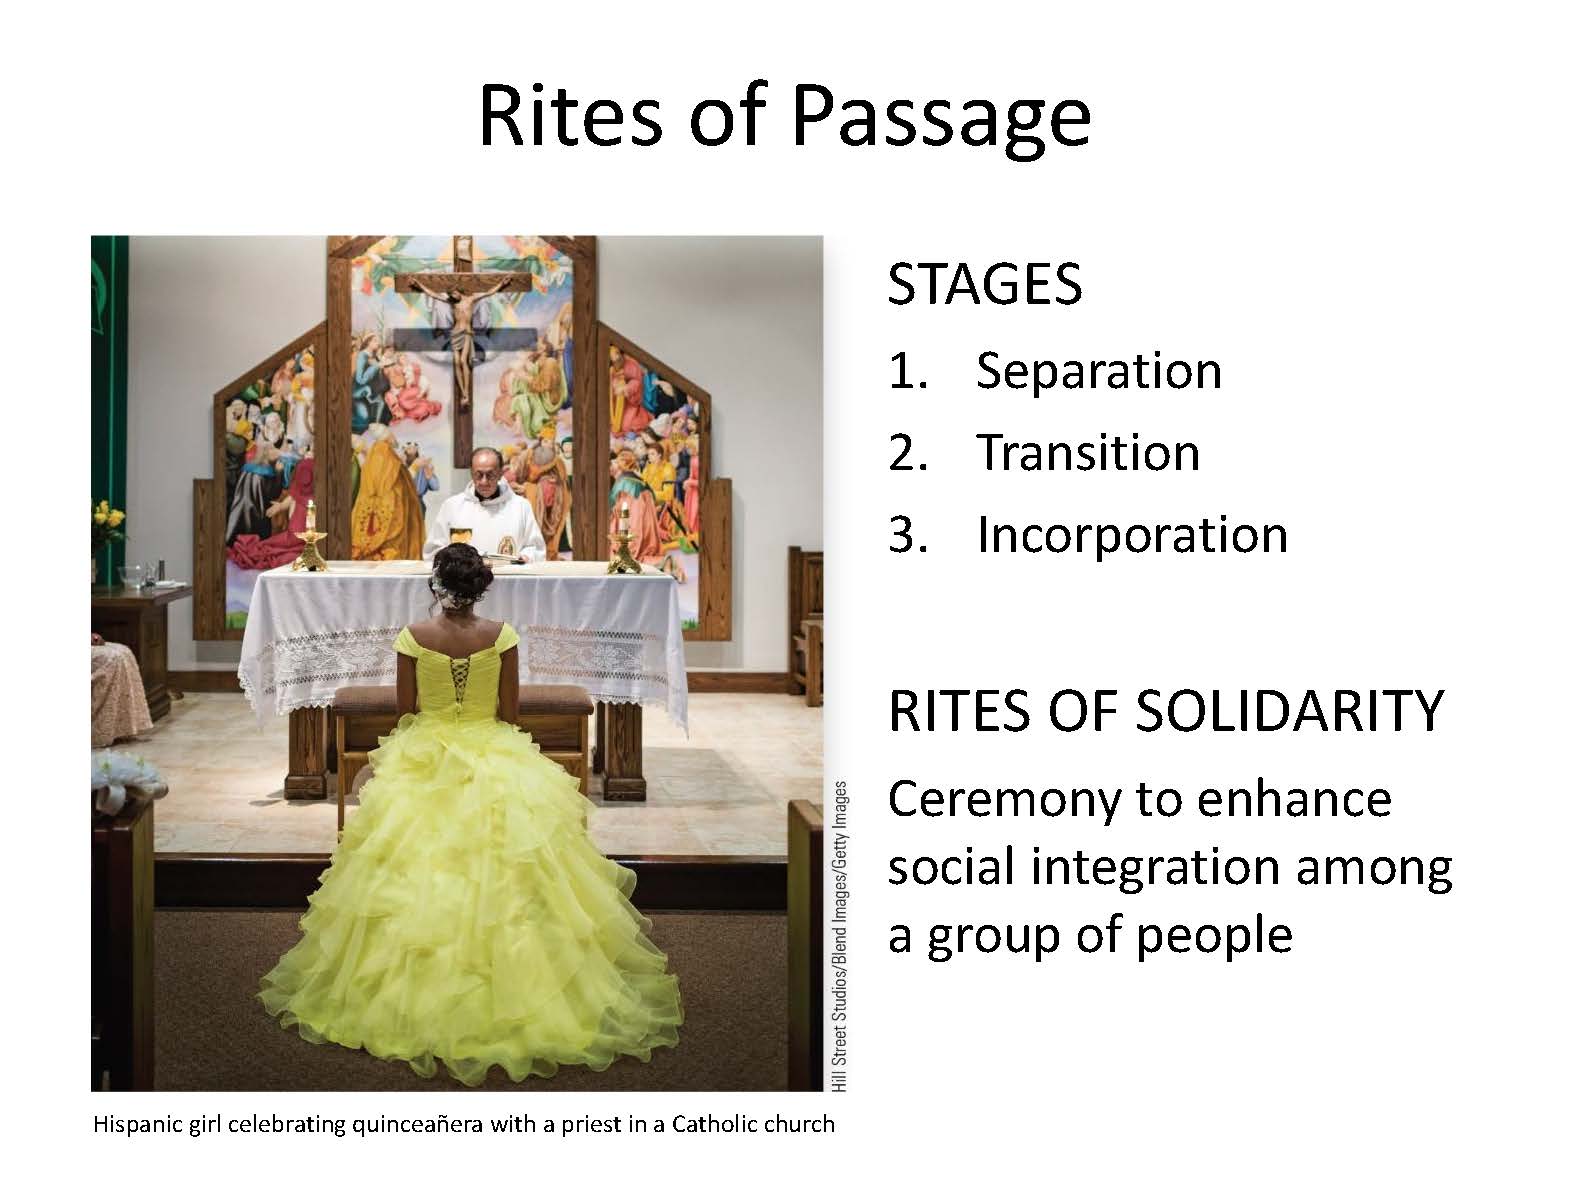 Rites of Passage
STAGES
1. Separation
2. Transition
3. Incorporation
RITES OF SOLIDARITY
Ceremony to enhance
social integration among
a group of people
Hill Street Studios/Blend Images/Getty Images
Hispanic girl celebrating quinceañera with a priest in a Catholic church